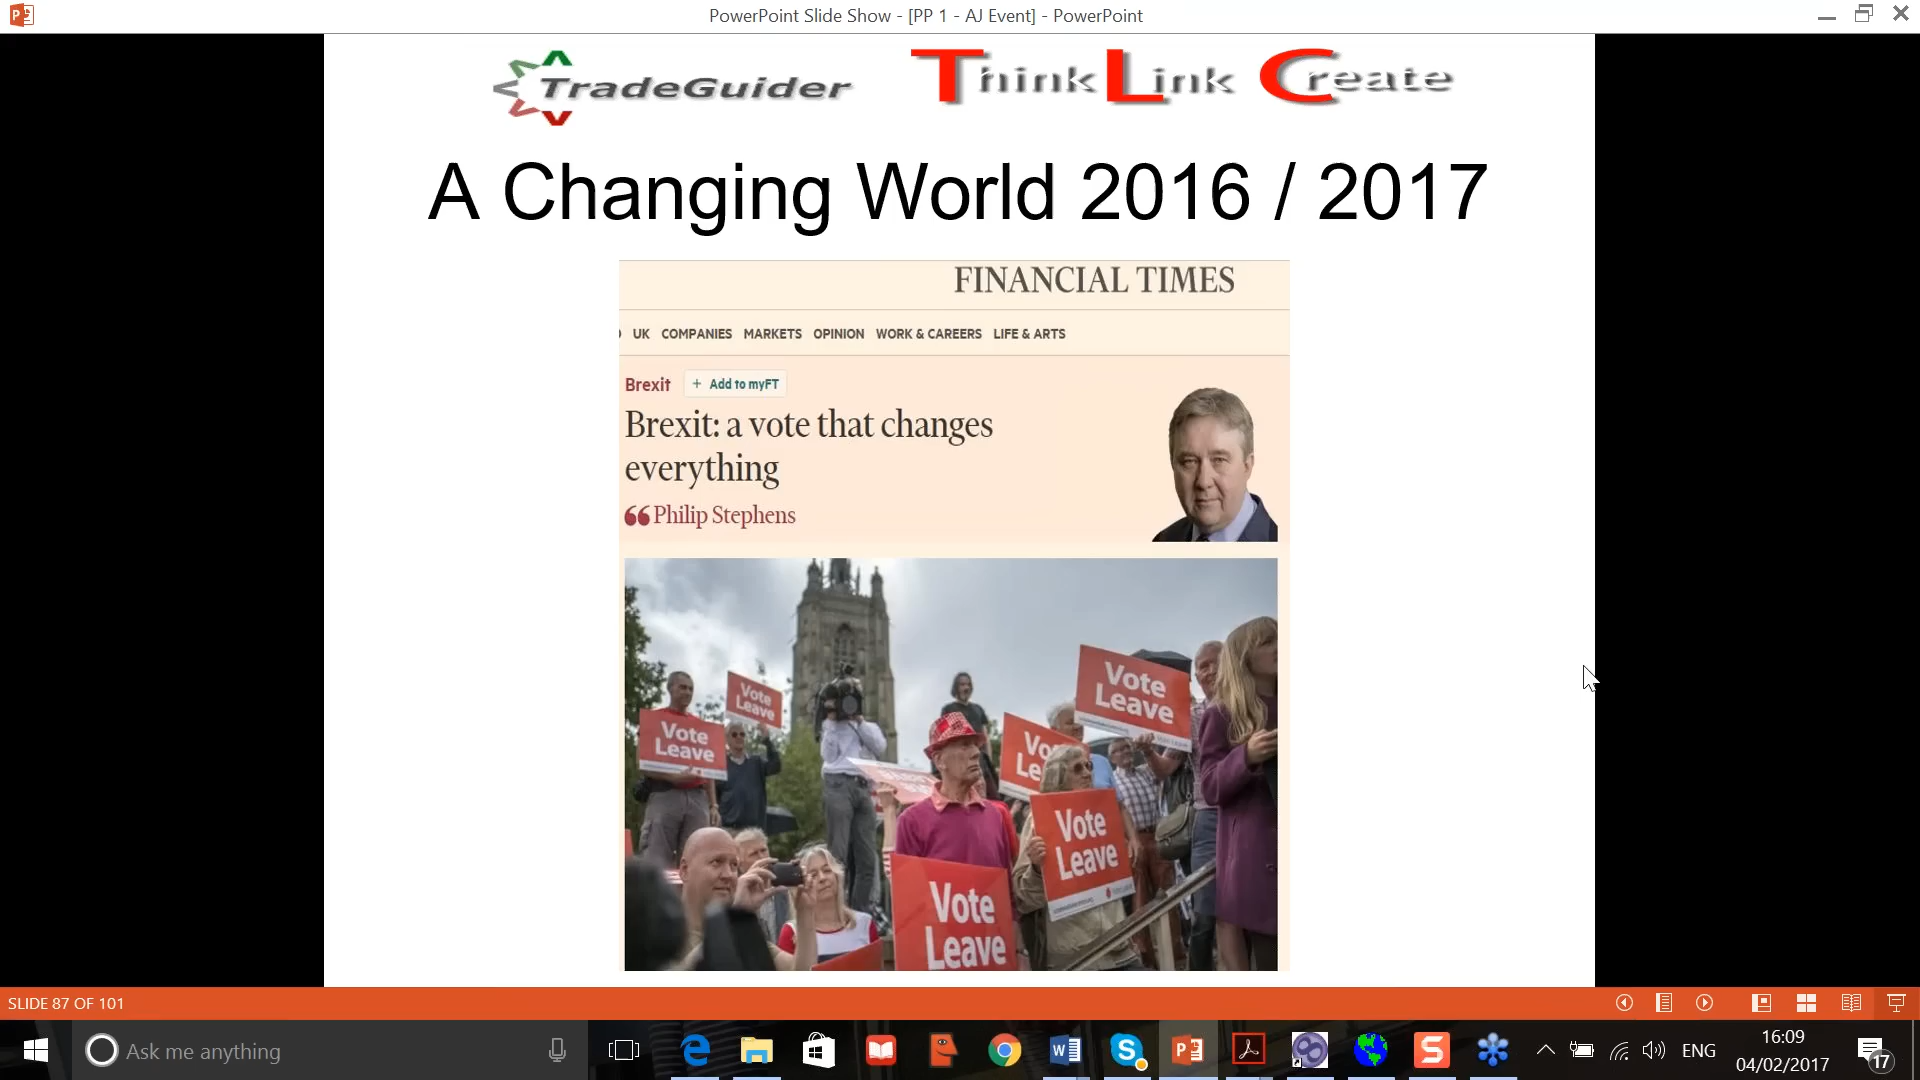 PowerPoint Slide Show - [PP 1 - AJ Event] - PowerPoint
TradeGuider
Think Link Create
A Changing World 2016 / 2017
FINANCIAL TIMES
UK COMPANIES MARKETS OPINION WORK & CAREERS LIFE & ARTS
Brexit + Add to myFT
Brexit: a vote that changes
everything
Philip Stephens
Vote
Leave
Vote
Leave
Vote
Leave
Vo
Le
Vote
Leave
Vote
Leave
SLIDE 87 OF 101
Ask me anything
ENG
16:09
04/02/2017
17